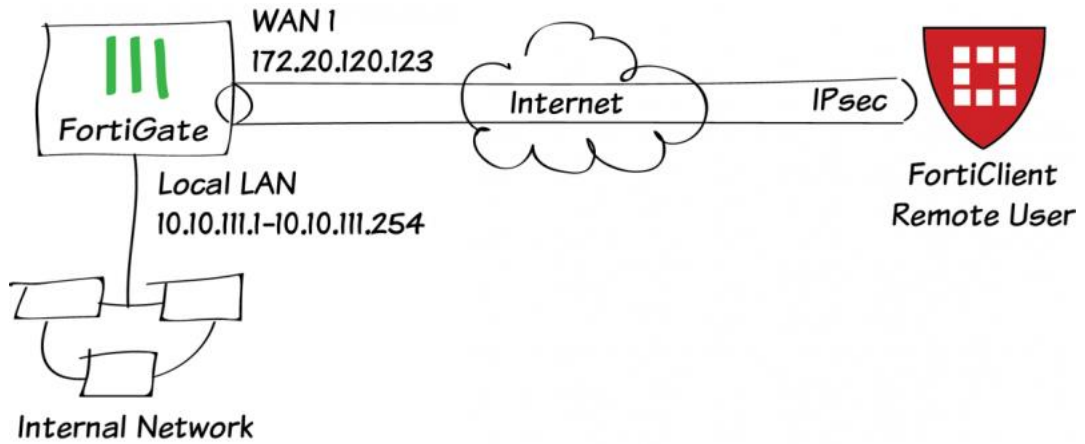 WAN 1
172.20.120.123
FortiGate
Internet
IPsec
Local LAN
10.10.111.1-10.10.111.254
FortiClient
Remote User
Internal Network